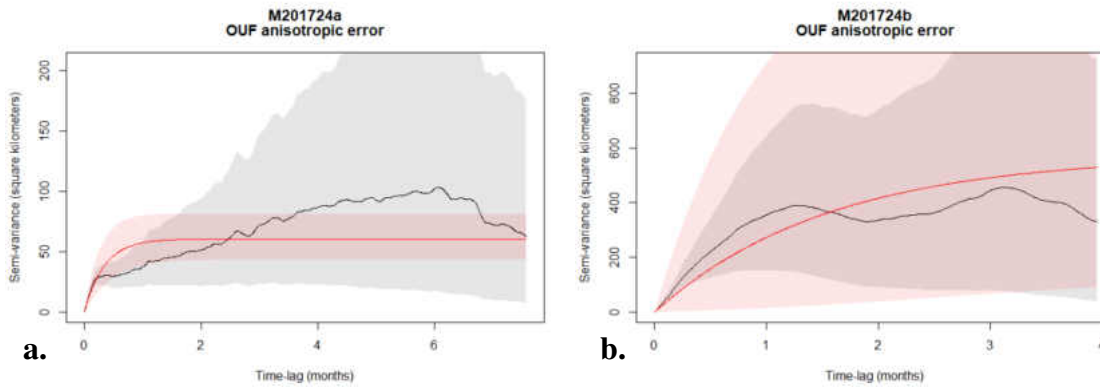 M201724a
OUF anisotropic error
Semi-variance (square kilometers)
200
150
100
50
0
0 2 4 6
Time-lag (months)
a.
M201724b
OUF anisotropic error
Semi-variance (square kilometers)
800
600
400
200
0
0 1 2 3 4
Time-lag (months)
b.